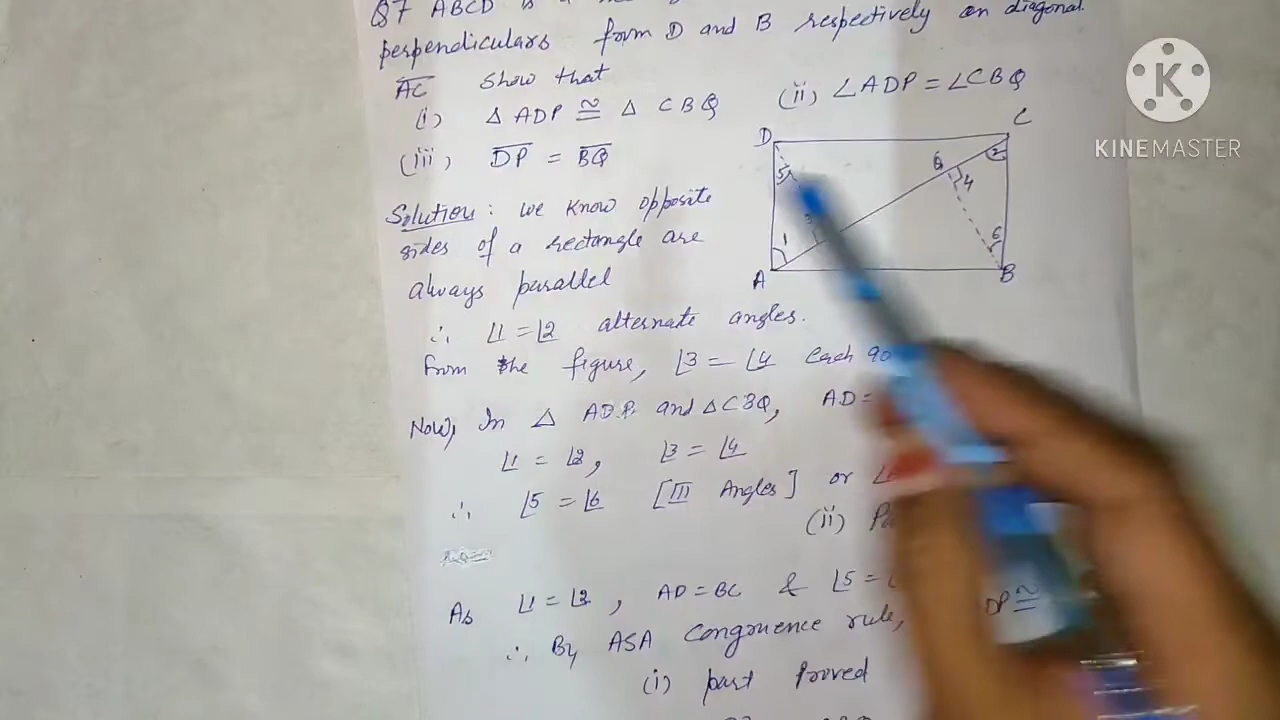 Q7 ABCD is a
perpendiculars form D and B respectively on diagonal
AC show that
(i) △ ADP ≅ △ CBQ (ii) ∠ADP = ∠CBQ
(iii) DP = BQ
Solution: we know opposite
sides of a rectangle are
always parallel
∴ ∠1 = ∠2 alternate angles.
from the figure, ∠3 = ∠4 each 90
Now, In △ ADP and △CBQ, AD=
∠1 = ∠2, ∠3 = ∠4
∴ ∠5 = ∠6 [III Angles] or
(ii)
As ∠1 = ∠2, AD=BC & ∠5 =
∴ By ASA Congruence rule, DP ≅
(i) part Proved
D C
5 Q 4 2
3 6
1
A B
K
KINEMASTER